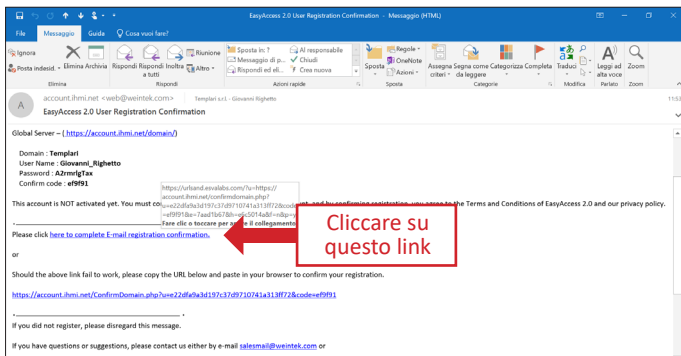 EasyAccess 2.0 User Registration Confirmation - Messaggio (HTML)
File Messaggio Guida Cosa vuoi fare?
Ignora
Posta indesid. Elimina Archivia Rispondi Rispondi a tutti Inoltra Riunione Altro
Elimina Rispondi
Sposta in: ? Al responsabile
Messaggio di p... Chiudi
Rispondi ed eli... Crea nuova
Azioni rapide
Sposta Regole OneNote Azioni
Sposta
Assegna criteri Segna come da leggere Categorizza Completa
Categorie
Traduci
Modifica
Leggi ad alta voce
Parlato
Zoom
Zoom
A
account.ihmi.net <web@weintek.com> Templari s.r.l. - Giovanni Righetto 11:53
EasyAccess 2.0 User Registration Confirmation
Global Server – ( https://account.ihmi.net/domain/)
Domain : Templari
User Name : Giovanni_Righetto
Password : A2rmrlgTax
Confirm code : ef9f91
https://urlsand.esvalabs.com/?u=https://
account.ihmi.net/confirmdomain.php?
u=e22dfa9a3d197c37d9710741a313ff72&code
=ef9f91&e=7aad1b67&h=e6c5014a&f=n&p=y
Fare clic o toccare per aprire il collegamento
This account is NOT activated yet. You must co ent, and by confirming registration, you agree to the Terms and Conditions of EasyAccess 2.0 and our privacy policy.
Please click here to complete E-mail registration confirmation.
Cliccare su
questo link
or
Should the above link fail to work, please copy the URL below and paste in your browser to confirm your registration.
https://account.ihmi.net/ConfirmDomain.php?u=e22dfa9a3d197c37d9710741a313ff72&code=ef9f91
If you did not register, please disregard this message.
If you have questions or suggestions, please contact us either by e-mail salesmail@weintek.com or